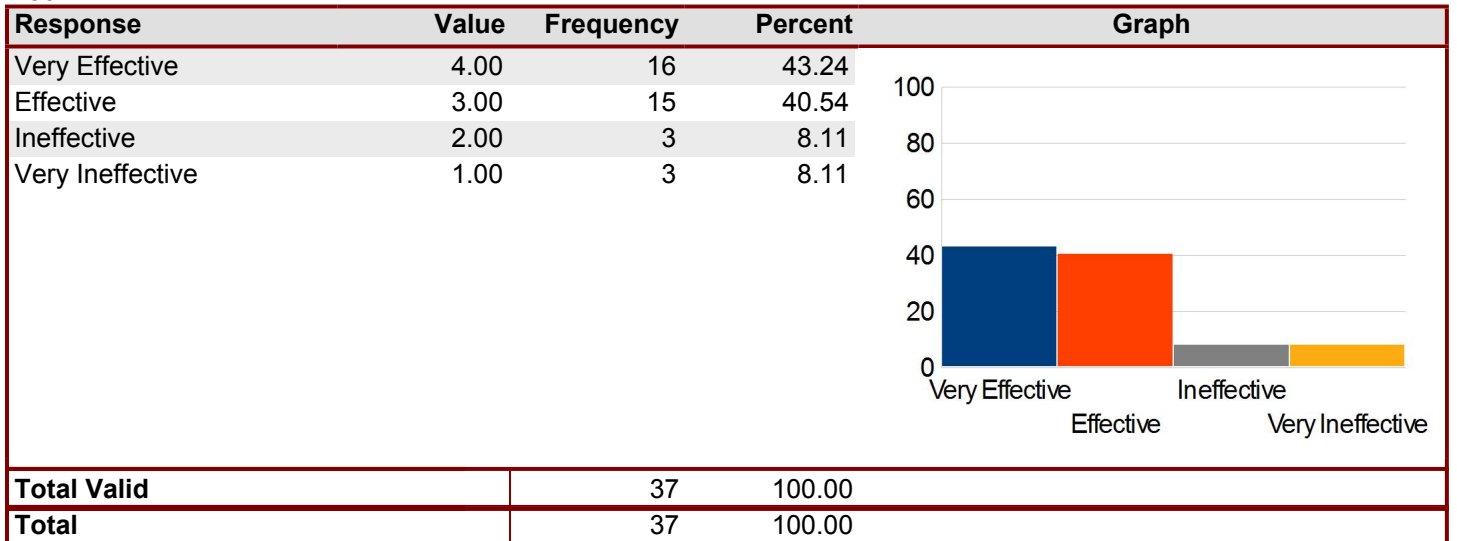 Response Value Frequency Percent Graph
Very Effective 4.00 16 43.24
Effective 3.00 15 40.54
Ineffective 2.00 3 8.11
Very Ineffective 1.00 3 8.11
100
80
60
40
20
0
Very Effective Ineffective
Effective Very Ineffective
Total Valid 37 100.00
Total 37 100.00